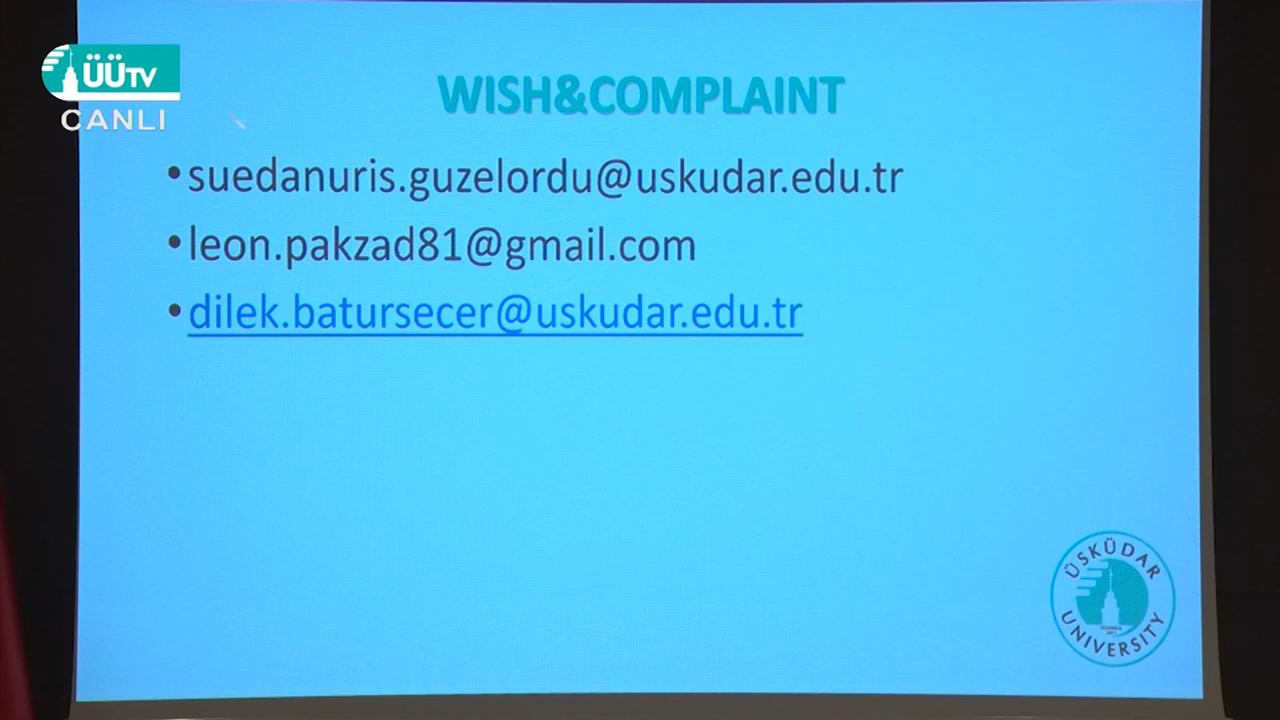 ÜÜTV
CANLI
WISH&COMPLAINT
•suedanuris.guzelordu@uskudar.edu.tr
•leon.pakzad81@gmail.com
•dilek.batursecer@uskudar.edu.tr
ÜSKÜDAR
UNIVERSITY